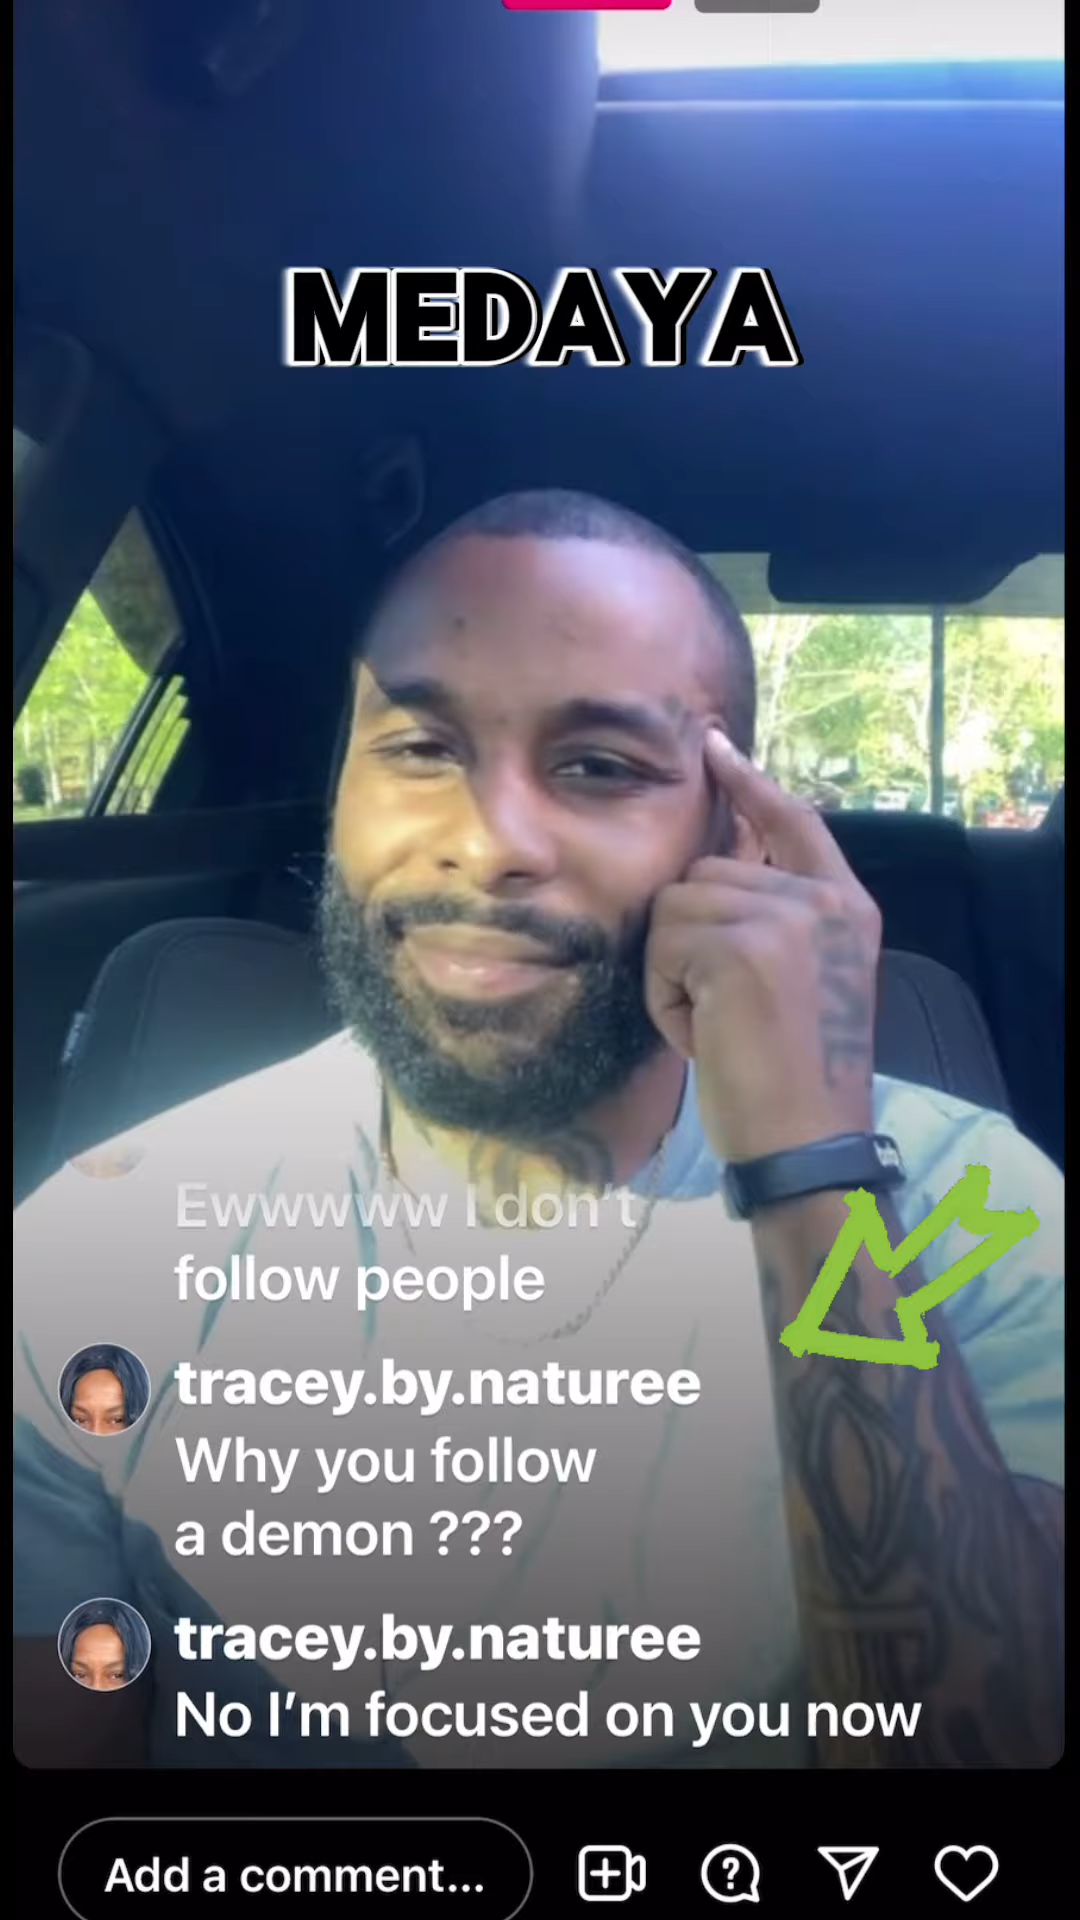 MEDAYA
Ewwwww I don't
follow people
tracey.by.naturee
Why you follow
a demon ???
tracey.by.naturee
No I'm focused on you now
Add a comment...